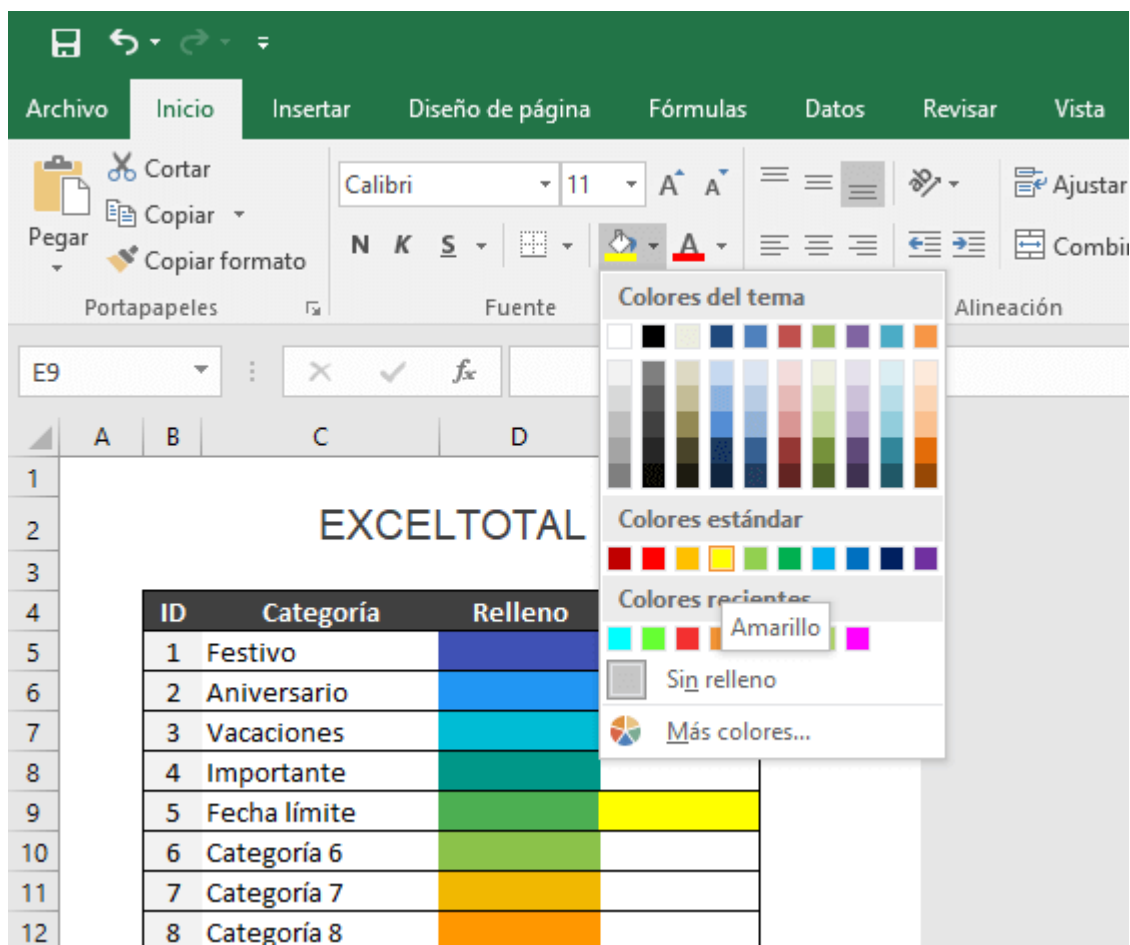 Archivo Inicio Insertar Diseño de página Fórmulas Datos Revisar Vista
Pegar
Cortar
Copiar
Copiar formato
Portapapeles
Calibri 11
N K S
Fuente
Ajustar
Combin
Alineación
E9
fx
Colores del tema
Colores estándar
Colores recientes
Amarillo
Sin relleno
Más colores...
A B C D
1
2 EXCELTOTAL
3
4 ID Categoría Relleno
5 1 Festivo
6 2 Aniversario
7 3 Vacaciones
8 4 Importante
9 5 Fecha límite
10 6 Categoría 6
11 7 Categoría 7
12 8 Categoría 8